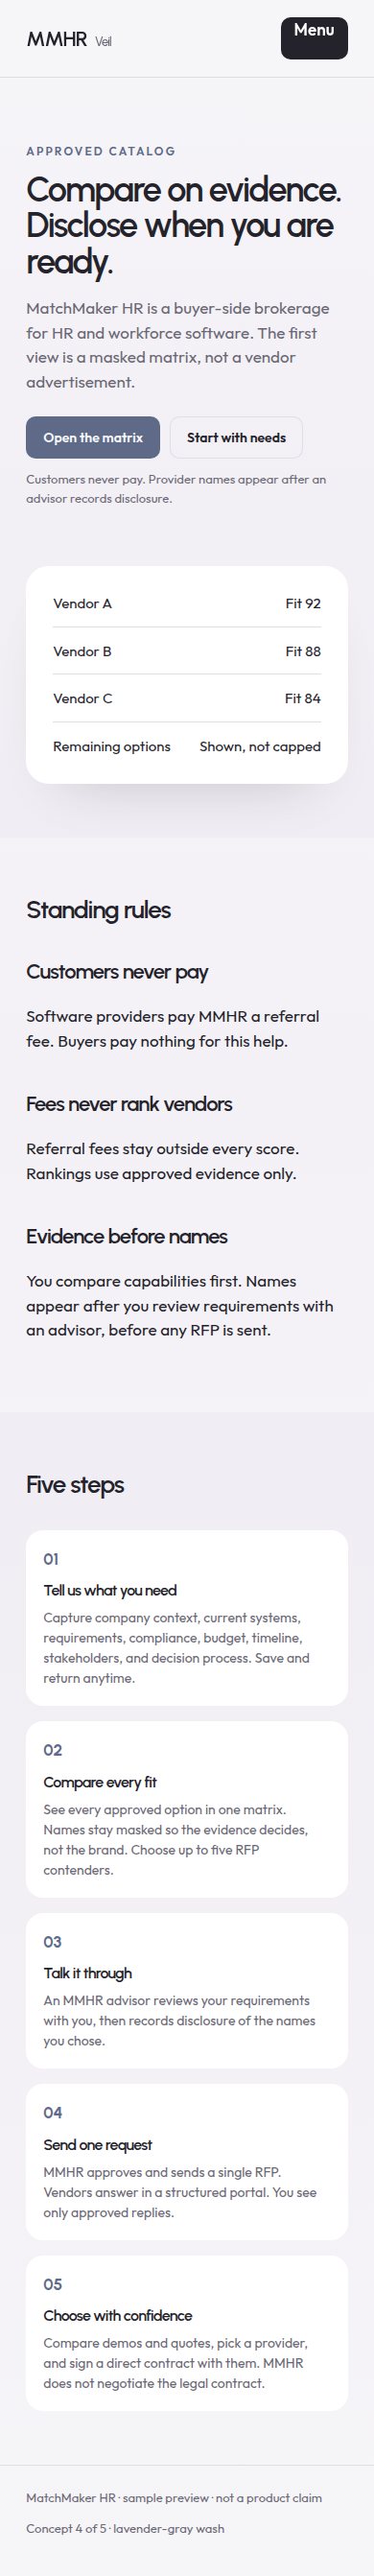 MMHR Veil
Menu
APPROVED CATALOG
Compare on evidence.
Disclose when you are
ready.
MatchMaker HR is a buyer-side brokerage
for HR and workforce software. The first
view is a masked matrix, not a vendor
advertisement.
Open the matrix
Start with needs
Customers never pay. Provider names appear after an
advisor records disclosure.
Vendor A Fit 92
Vendor B Fit 88
Vendor C Fit 84
Remaining options Shown, not capped
Standing rules
Customers never pay
Software providers pay MMHR a referral
fee. Buyers pay nothing for this help.
Fees never rank vendors
Referral fees stay outside every score.
Rankings use approved evidence only.
Evidence before names
You compare capabilities first. Names
appear after you review requirements with
an advisor, before any RFP is sent.
Five steps
01
Tell us what you need
Capture company context, current systems,
requirements, compliance, budget, timeline,
stakeholders, and decision process. Save and
return anytime.
02
Compare every fit
See every approved option in one matrix.
Names stay masked so the evidence decides,
not the brand. Choose up to five RFP
contenders.
03
Talk it through
An MMHR advisor reviews your requirements
with you, then records disclosure of the names
you chose.
04
Send one request
MMHR approves and sends a single RFP.
Vendors answer in a structured portal. You see
only approved replies.
05
Choose with confidence
Compare demos and quotes, pick a provider,
and sign a direct contract with them. MMHR
does not negotiate the legal contract.
MatchMaker HR · sample preview · not a product claim
Concept 4 of 5 · lavender-gray wash